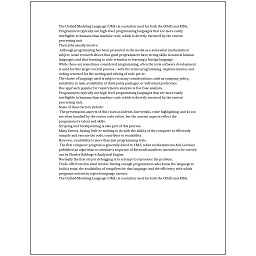 The Unified Modeling Language (UML) is a notation used for both the OOAD and MDA.
Programmers typically use high-level programming languages that are more easily
intelligible to humans than machine code, which is directly executed by the central
processing unit.
Their jobs usually involve:
Although programming has been presented in the media as a somewhat mathematical
subject, some research shows that good programmers have strong skills in natural human
languages, and that learning to code is similar to learning a foreign language.
While these are sometimes considered programming, often the term software development
is used for this larger overall process – with the terms programming, implementation, and
coding reserved for the writing and editing of code per se.
The choice of language used is subject to many considerations, such as company policy,
suitability to task, availability of third-party packages, or individual preference.
One approach popular for requirements analysis is Use Case analysis.
Programmers typically use high-level programming languages that are more easily
intelligible to humans than machine code, which is directly executed by the central
processing unit.
Some of these factors include:
The presentation aspects of this (such as indents, line breaks, color highlighting, and so on)
are often handled by the source code editor, but the content aspects reflect the
programmer's talent and skills.
Scripting and breakpointing is also part of this process.
Many factors, having little or nothing to do with the ability of the computer to efficiently
compile and execute the code, contribute to readability.
However, readability is more than just programming style.
The first computer program is generally dated to 1843, when mathematician Ada Lovelace
published an algorithm to calculate a sequence of Bernoulli numbers, intended to be carried
out by Charles Babbage's Analytical Engine.
Normally the first step in debugging is to attempt to reproduce the problem.
Trade-offs from this ideal involve finding enough programmers who know the language to
build a team, the availability of compilers for that language, and the efficiency with which
programs written in a given language execute.
The Unified Modeling Language (UML) is a notation used for both the OOAD and MDA.